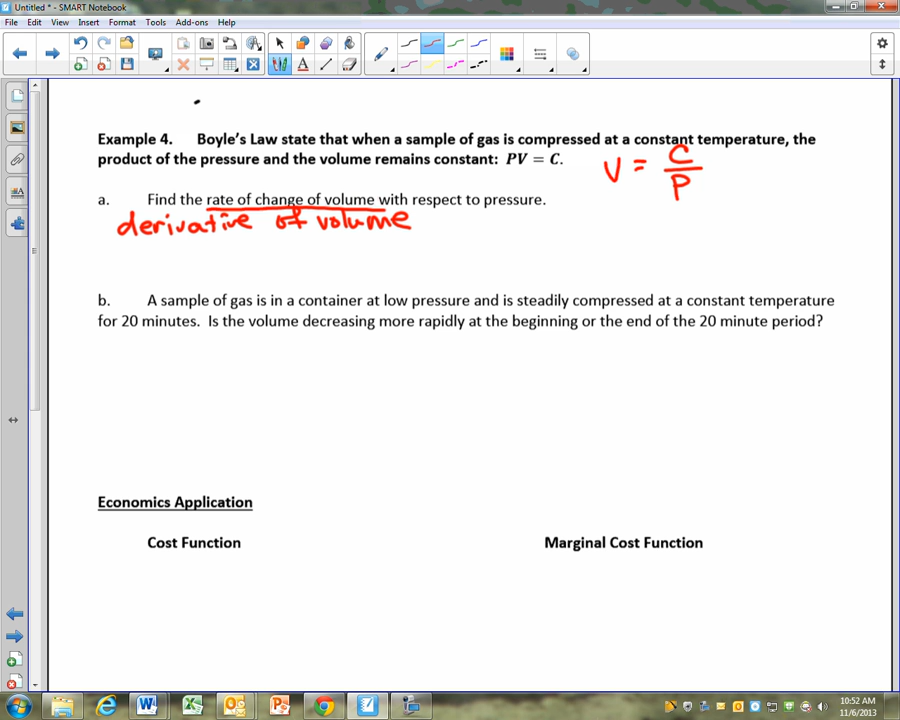 Untitled * - SMART Notebook
File Edit View Insert Format Tools Add-ons Help
Example 4. Boyle's Law state that when a sample of gas is compressed at a constant temperature, the
product of the pressure and the volume remains constant: PV = C.
V = C/P
a. Find the rate of change of volume with respect to pressure.
derivative of volume
b. A sample of gas is in a container at low pressure and is steadily compressed at a constant temperature
for 20 minutes. Is the volume decreasing more rapidly at the beginning or the end of the 20 minute period?
Economics Application
Cost Function Marginal Cost Function
10:52 AM
11/6/2013